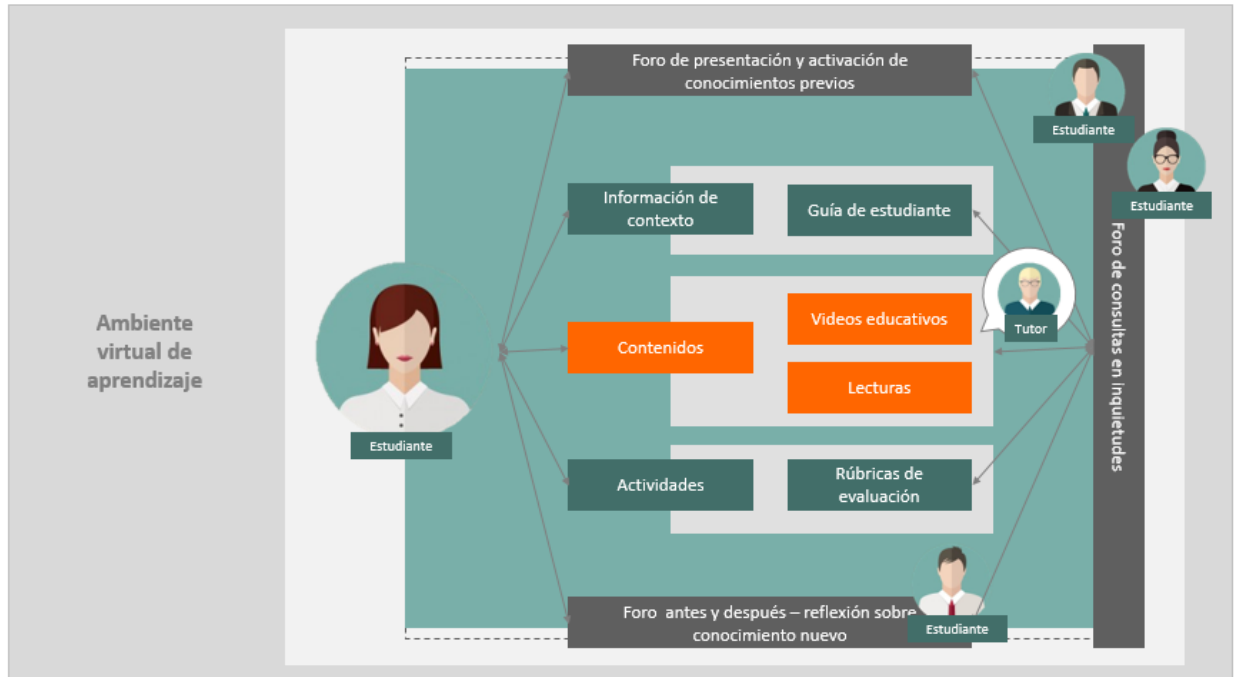 Foro de presentación y activación de
conocimientos previos
Estudiante
Estudiante
Información de
contexto
Guía de estudiante
Foro de consultas en inquietudes
Ambiente
virtual de
aprendizaje
Estudiante
Contenidos
Videos educativos
Lecturas
Tutor
Actividades
Rúbricas de
evaluación
Foro antes y después – reflexión sobre
conocimiento nuevo
Estudiante